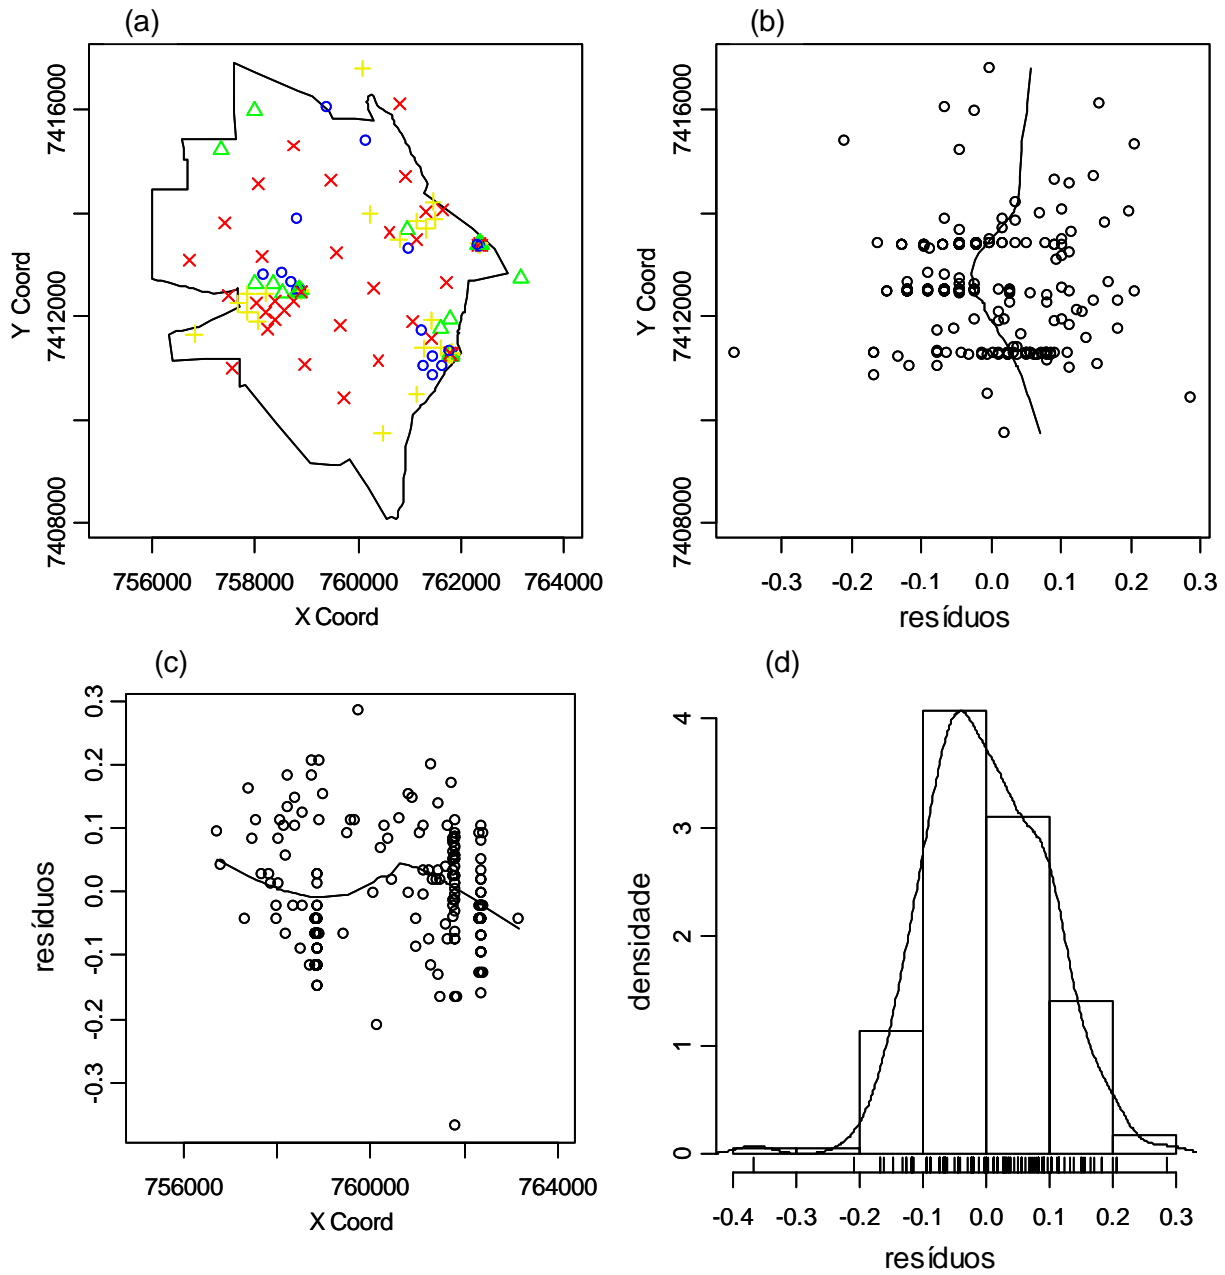 (a)
7416000
7412000
7408000
Y Coord
756000 758000 760000 762000 764000
X Coord
(b)
7416000
7412000
7408000
Y Coord
-0.3 -0.2 -0.1 0.0 0.1 0.2 0.3
resíduos
(c)
0.3
0.2
0.1
0.0
-0.1
-0.2
-0.3
resíduos
756000 760000 764000
X Coord
(d)
4
3
2
1
0
densidade
-0.4 -0.3 -0.2 -0.1 0.0 0.1 0.2 0.3
resíduos